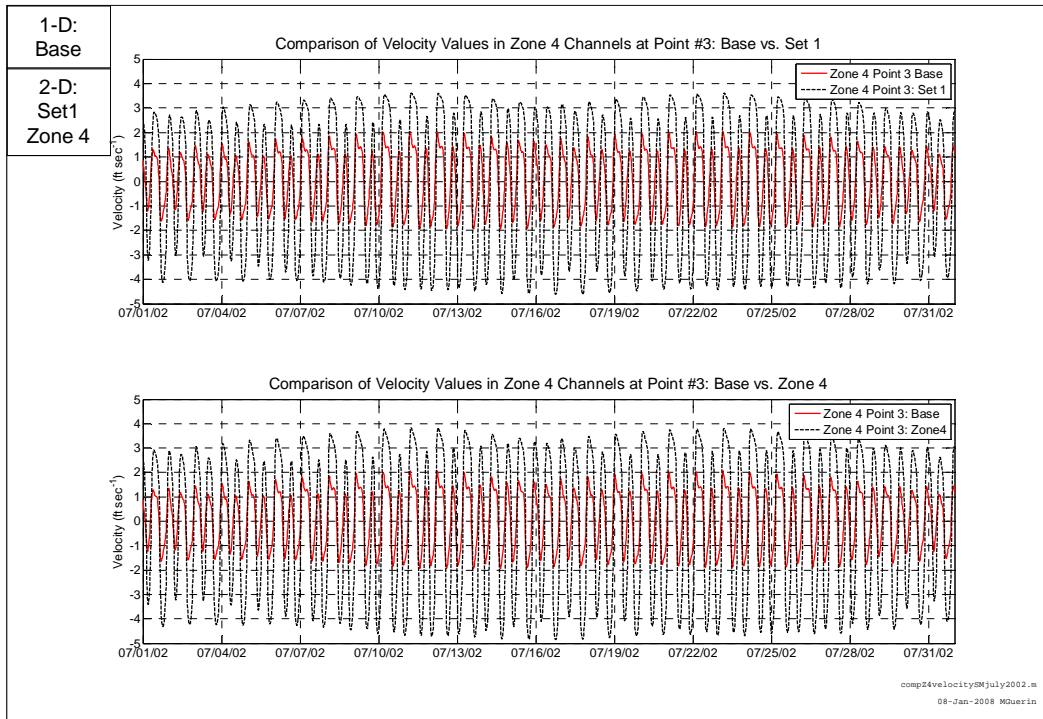 1-D:
Base
2-D:
Set1
Zone 4
Comparison of Velocity Values in Zone 4 Channels at Point #3: Base vs. Set 1
5
4
3
2
1
0
-1
-2
-3
-4
-5
Velocity (ft sec⁻¹)
Zone 4 Point 3 Base
Zone 4 Point 3: Set 1
07/01/02 07/04/02 07/07/02 07/10/02 07/13/02 07/16/02 07/19/02 07/22/02 07/25/02 07/28/02 07/31/02
Comparison of Velocity Values in Zone 4 Channels at Point #3: Base vs. Zone 4
5
4
3
2
1
0
-1
-2
-3
-4
-5
Velocity (ft sec⁻¹)
Zone 4 Point 3: Base
Zone 4 Point 3: Zone4
07/01/02 07/04/02 07/07/02 07/10/02 07/13/02 07/16/02 07/19/02 07/22/02 07/25/02 07/28/02 07/31/02
compZ4velocitySMjuly2002.m
08-Jan-2008 MGuerin